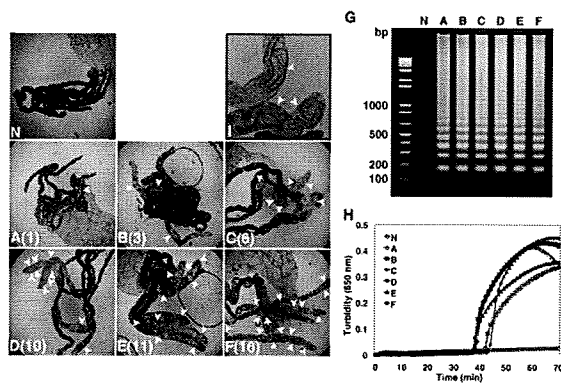 N
I
A(1)
B(3)
C(6)
D(10)
E(11)
F(16)
G
N A B C D E F
bp
1000
500
200
100
H
Turbidity (650 nm)
0.5
0.4
0.3
0.2
0.1
0
N
A
B
C
D
E
F
0 10 20 30 40 50 60 70
Time (min)